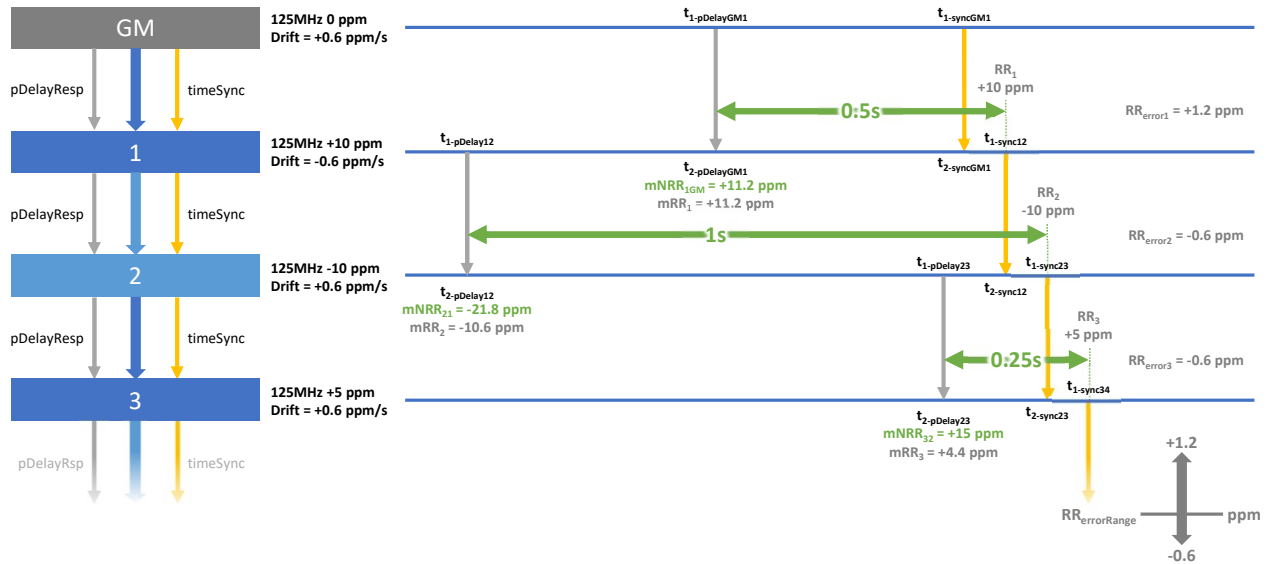 GM
125MHz 0 ppm
Drift = +0.6 ppm/s
pDelayResp
timeSync
1
125MHz +10 ppm
Drift = -0.6 ppm/s
pDelayResp
timeSync
2
125MHz -10 ppm
Drift = +0.6 ppm/s
pDelayResp
timeSync
3
125MHz +5 ppm
Drift = +0.6 ppm/s
pDelayRsp
timeSync
t1-pDelayGM1
t1-syncGM1
RR1
+10 ppm
0.5s
RRerror1 = +1.2 ppm
t1-pDelay12
t1-sync12
t2-pDelayGM1
mNRR1GM = +11.2 ppm
mRR1 = +11.2 ppm
t2-syncGM1
RR2
-10 ppm
1s
RRerror2 = -0.6 ppm
t1-pDelay23
t1-sync23
t2-pDelay12
mNRR21 = -21.8 ppm
mRR2 = -10.6 ppm
t2-sync12
RR3
+5 ppm
0.25s
RRerror3 = -0.6 ppm
t1-sync34
t2-pDelay23
mNRR32 = +15 ppm
mRR3 = +4.4 ppm
t2-sync23
+1.2
RRerrorRange
ppm
-0.6